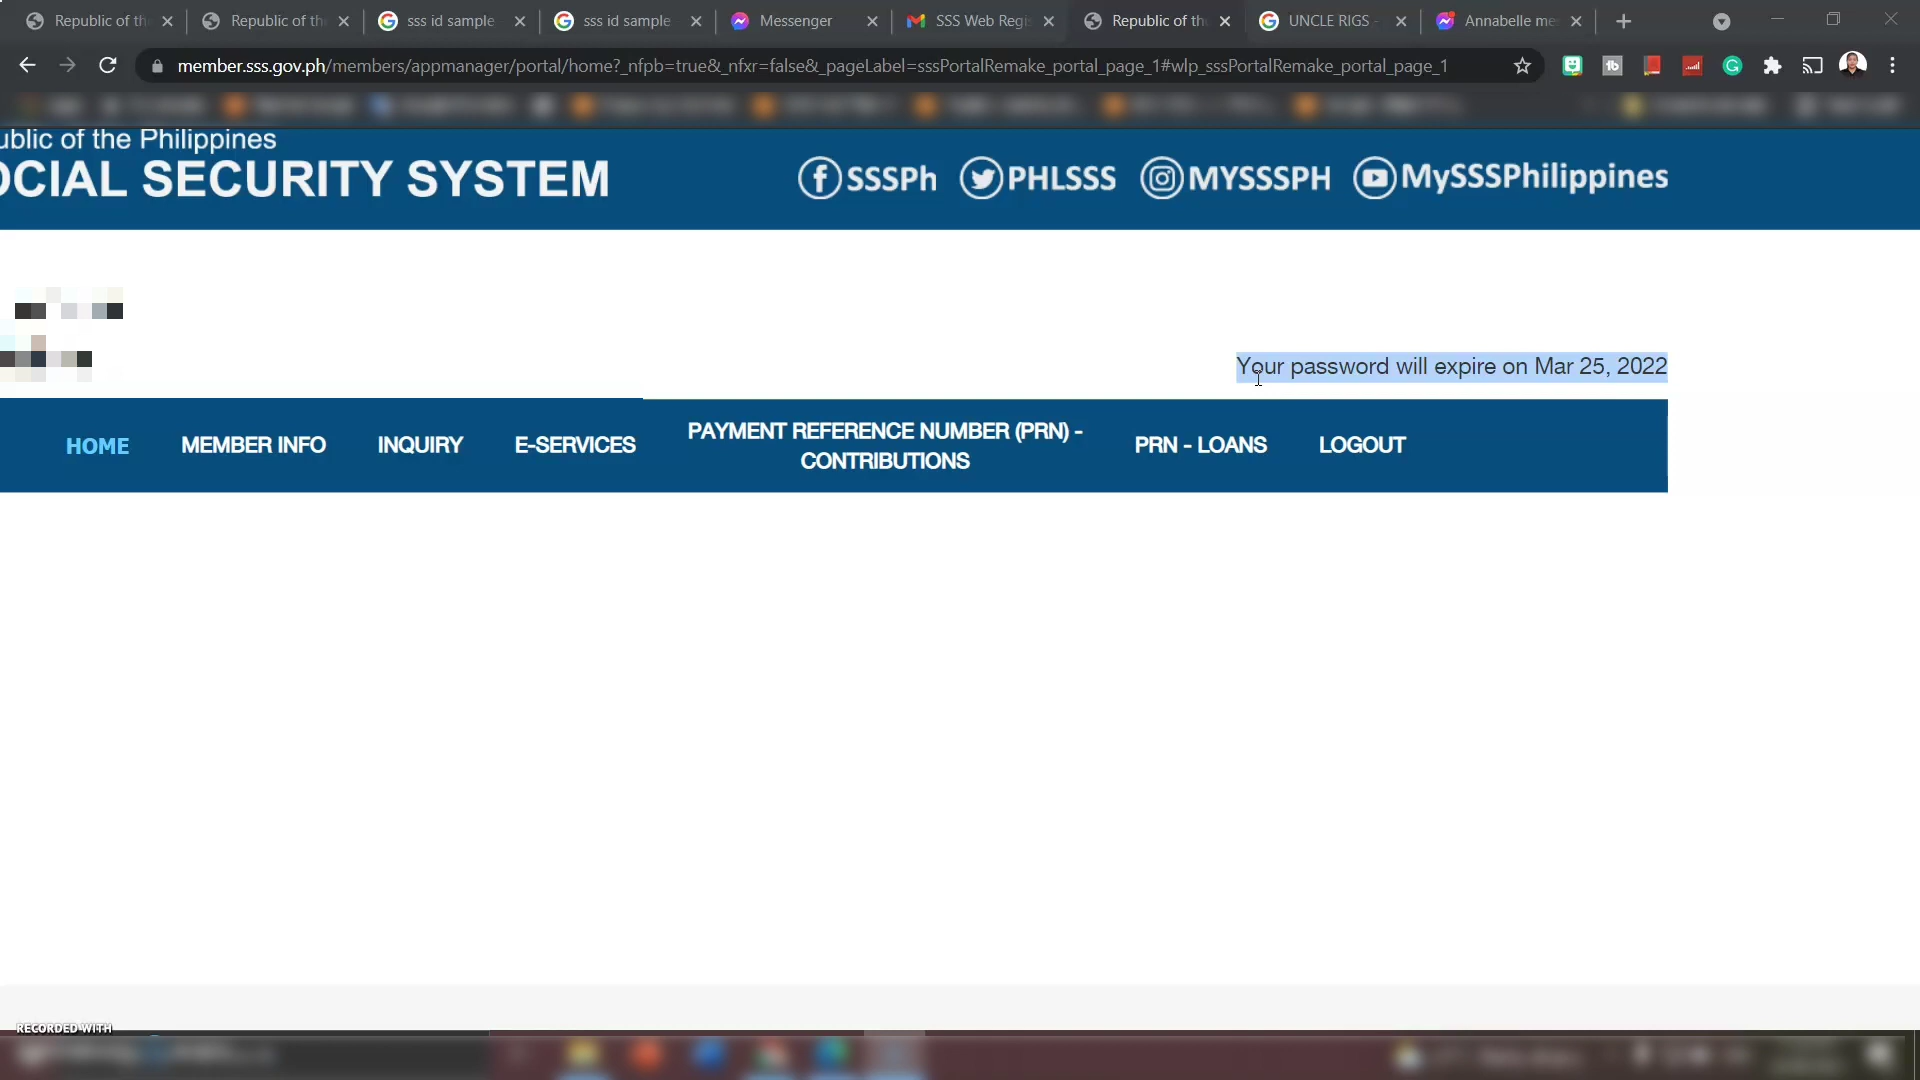 Republic of th
Republic of th
sss id sample
sss id sample
Messenger
SSS Web Regi
Republic of th
UNCLE RIGS -
Annabelle me
member.sss.gov.ph/members/appmanager/portal/home?_nfpb=true&_nfxr=false&_pageLabel=sssPortalRemake_portal_page_1#wlp_sssPortalRemake_portal_page_1
tb
ublic of the Philippines
OCIAL SECURITY SYSTEM
SSSPh
PHLSSS
MYSSSPH
MySSSPhilippines
Your password will expire on Mar 25, 2022
HOME
MEMBER INFO
INQUIRY
E-SERVICES
PAYMENT REFERENCE NUMBER (PRN) -
CONTRIBUTIONS
PRN - LOANS
LOGOUT
RECORDED WITH